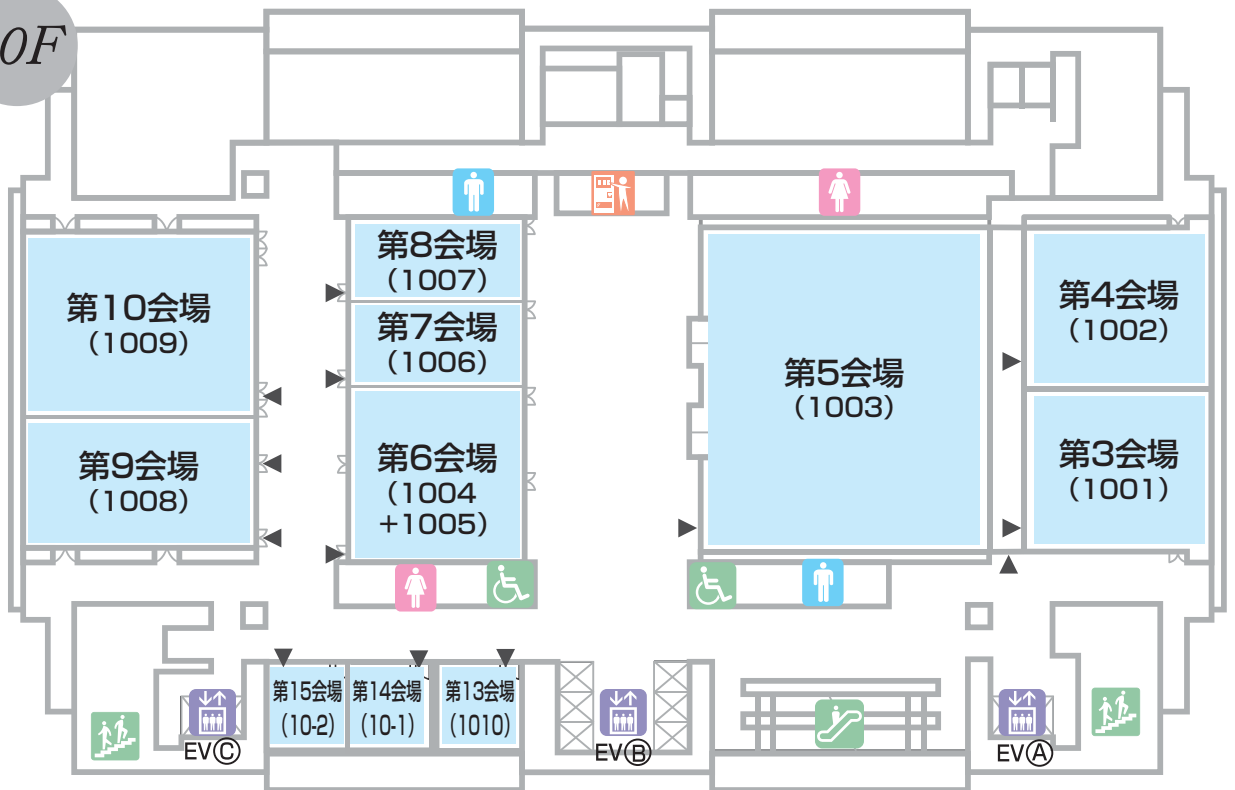 0F
第8会場
(1007)
第10会場
(1009)
第7会場
(1006)
第4会場
(1002)
第5会場
(1003)
第9会場
(1008)
第6会場
(1004
+1005)
第3会場
(1001)
第15会場
(10-2)
第14会場
(10-1)
第13会場
(1010)
EVⒸ
EVⒷ
EVⒶ